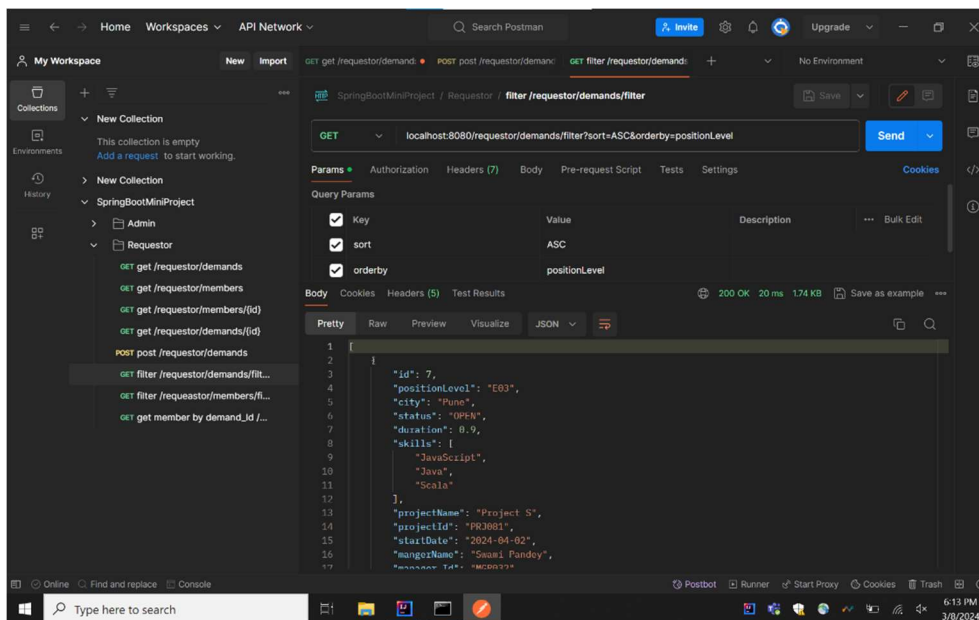 Home Workspaces API Network Search Postman Invite Upgrade
My Workspace New Import GET get /requestor/demand: POST post /requestor/demand GET filter /requestor/demands No Environment
Collections
Environments
History
SpringBootMiniProject / Requestor / filter /requestor/demands/filter Save
New Collection
This collection is empty
Add a request to start working.
New Collection
SpringBootMiniProject
Admin
Requestor
GET get /requestor/demands
GET get /requestor/members
GET get /requestor/members/{id}
GET get /requestor/demands/{id}
POST post /requestor/demands
GET filter /requestor/demands/filt...
GET filter /requeastor/members/fi...
GET get member by demand_id /...
GET localhost:8080/requestor/demands/filter?sort=ASC&orderby=positionLevel Send
Params Authorization Headers (7) Body Pre-request Script Tests Settings Cookies
Query Params
Key Value Description Bulk Edit
sort ASC
orderby positionLevel
Body Cookies Headers (5) Test Results 200 OK 20 ms 1.74 KB Save as example
Pretty Raw Preview Visualize JSON
1 [
2 {
3 "id": 7,
4 "positionLevel": "E03",
5 "city": "Pune",
6 "status": "OPEN",
7 "duration": 0.9,
8 "skills": [
9 "JavaScript",
10 "Java",
11 "Scala"
12 ],
13 "projectName": "Project S",
14 "projectId": "PRJ081",
15 "startDate": "2024-04-02",
16 "mangerName": "Swami Pandey",
17 "manager_Id": "MGR032"
Online Find and replace Console Postbot Runner Start Proxy Cookies Trash
Type here to search 6:13 PM
3/8/2024